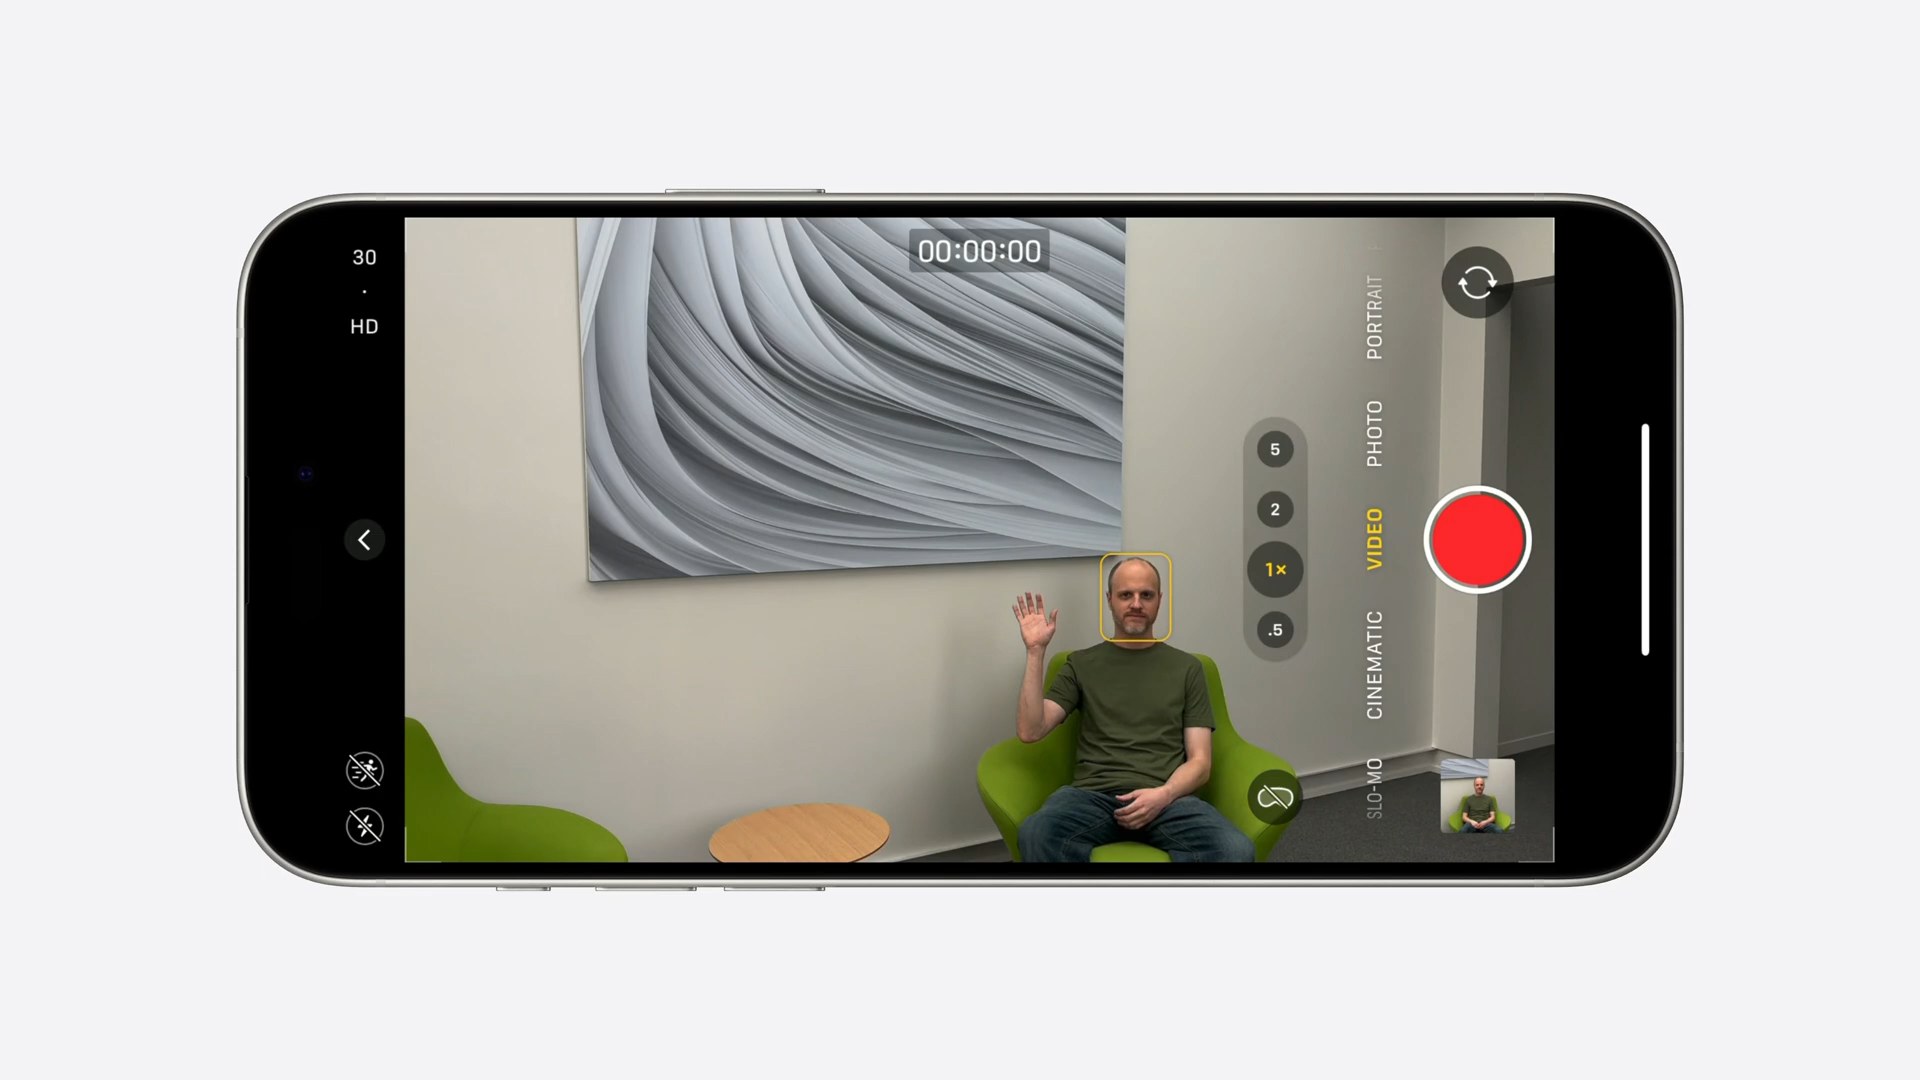 30
·
HD
00:00:00
5
2
1×
.5
PORTRAIT
PHOTO
VIDEO
CINEMATIC
SLO-MO